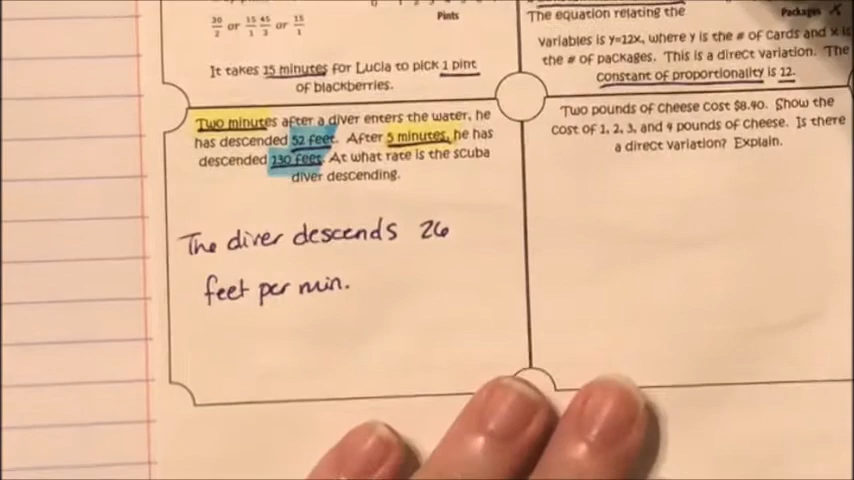 30/2 or 15/1 45/3 or 15/1
Pints
It takes 15 minutes for Lucia to pick 1 pint
of blackberries.
The equation relating the
Packages
variables is y=12x, where y is the # of cards and x is
the # of packages. This is a direct variation. The
constant of proportionality is 12.
Two minutes after a diver enters the water, he
has descended 52 feet. After 5 minutes, he has
descended 130 feet. At what rate is the scuba
diver descending.
The diver descends 26
feet per min.
Two pounds of cheese cost $8.40. Show the
cost of 1, 2, 3, and 4 pounds of cheese. Is there
a direct variation? Explain.